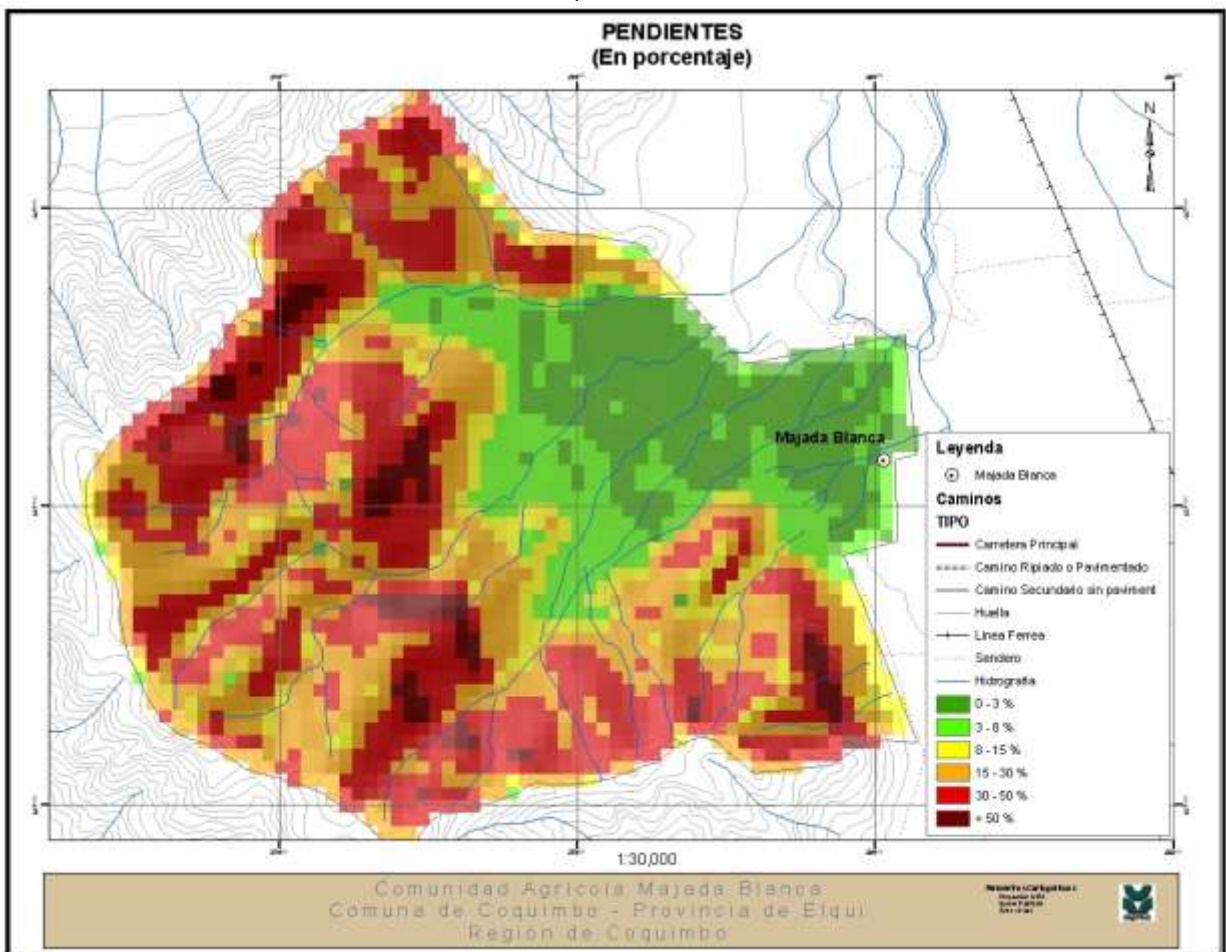 PENDIENTES
(En porcentaje)
N
Majada Blanca
Leyenda
Majada Blanca
Caminos
TIPO
Carretera Principal
Camino Ripiado o Pavimentado
Camino Secundario sin paviment
Huella
Linea Ferrea
Sendero
Hidrografia
0 - 3 %
3 - 8 %
8 - 15 %
15 - 30 %
30 - 50 %
+ 50 %
1:30,000
Comunidad Agrícola Majada Blanca
Comuna de Coquimbo - Provincia de Elqui
Región de Coquimbo